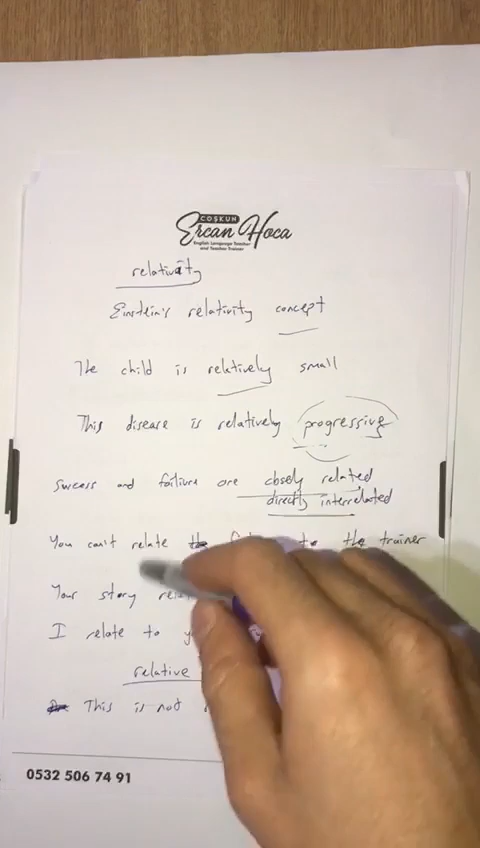 COŞKUN
Ercan Hoca
English Language Teacher
and Teacher Trainer
relativity
Einstein's relativity concept
The child is relatively small
This disease is relatively progressive
Success and failure are closely related
directly interrelated
You can't relate to the trainer
Your story
I relate to
relative
This is not
0532 506 74 91